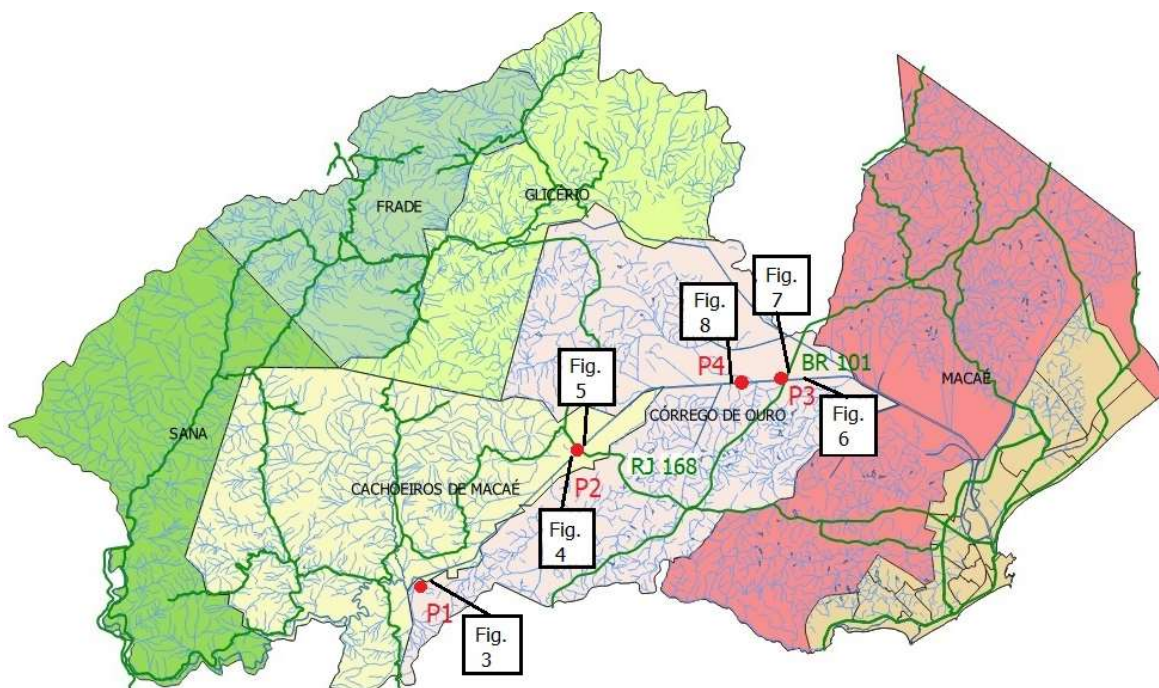 FRADE
GLICÉRIO
Fig.
7
Fig.
8
P4
BR 101
P3
MACAÉ
Fig.
5
CÓRREGO DE OURO
Fig.
6
SANA
RJ 168
CACHOEIROS DE MACAÉ
P2
Fig.
4
P1
Fig.
3